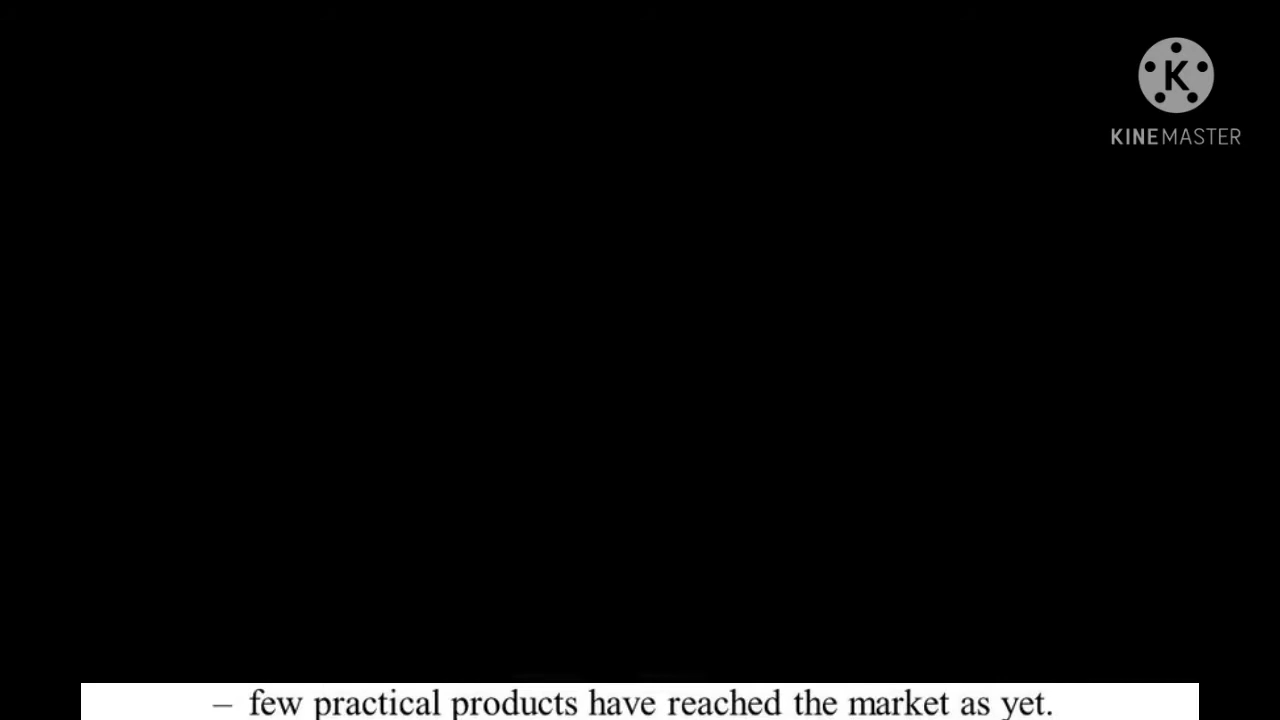 K
KINEMASTER
– few practical products have reached the market as yet.